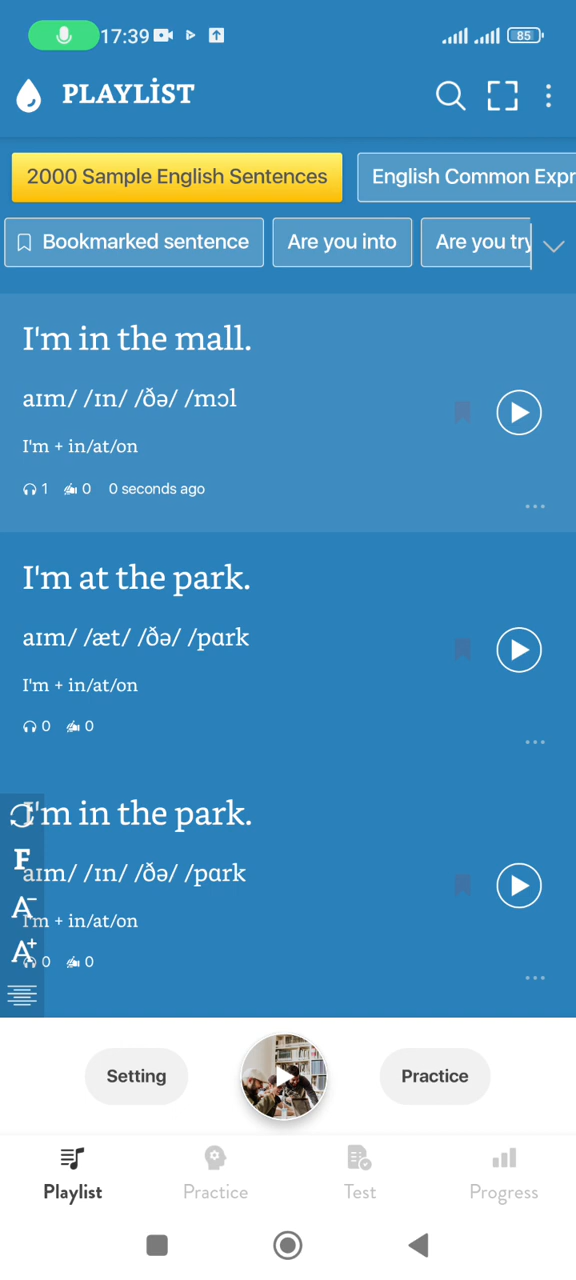 17:39
85
PLAYLİST
2000 Sample English Sentences
English Common Expr
Bookmarked sentence
Are you into
Are you try
I'm in the mall.
aɪm/ /ɪn/ /ðə/ /mɔl
I'm + in/at/on
1 0 0 seconds ago
I'm at the park.
aɪm/ /æt/ /ðə/ /pɑrk
I'm + in/at/on
0 0
I'm in the park.
F
aɪm/ /ɪn/ /ðə/ /pɑrk
A-
I'm + in/at/on
A+
0 0
Setting
Practice
Playlist
Practice
Test
Progress